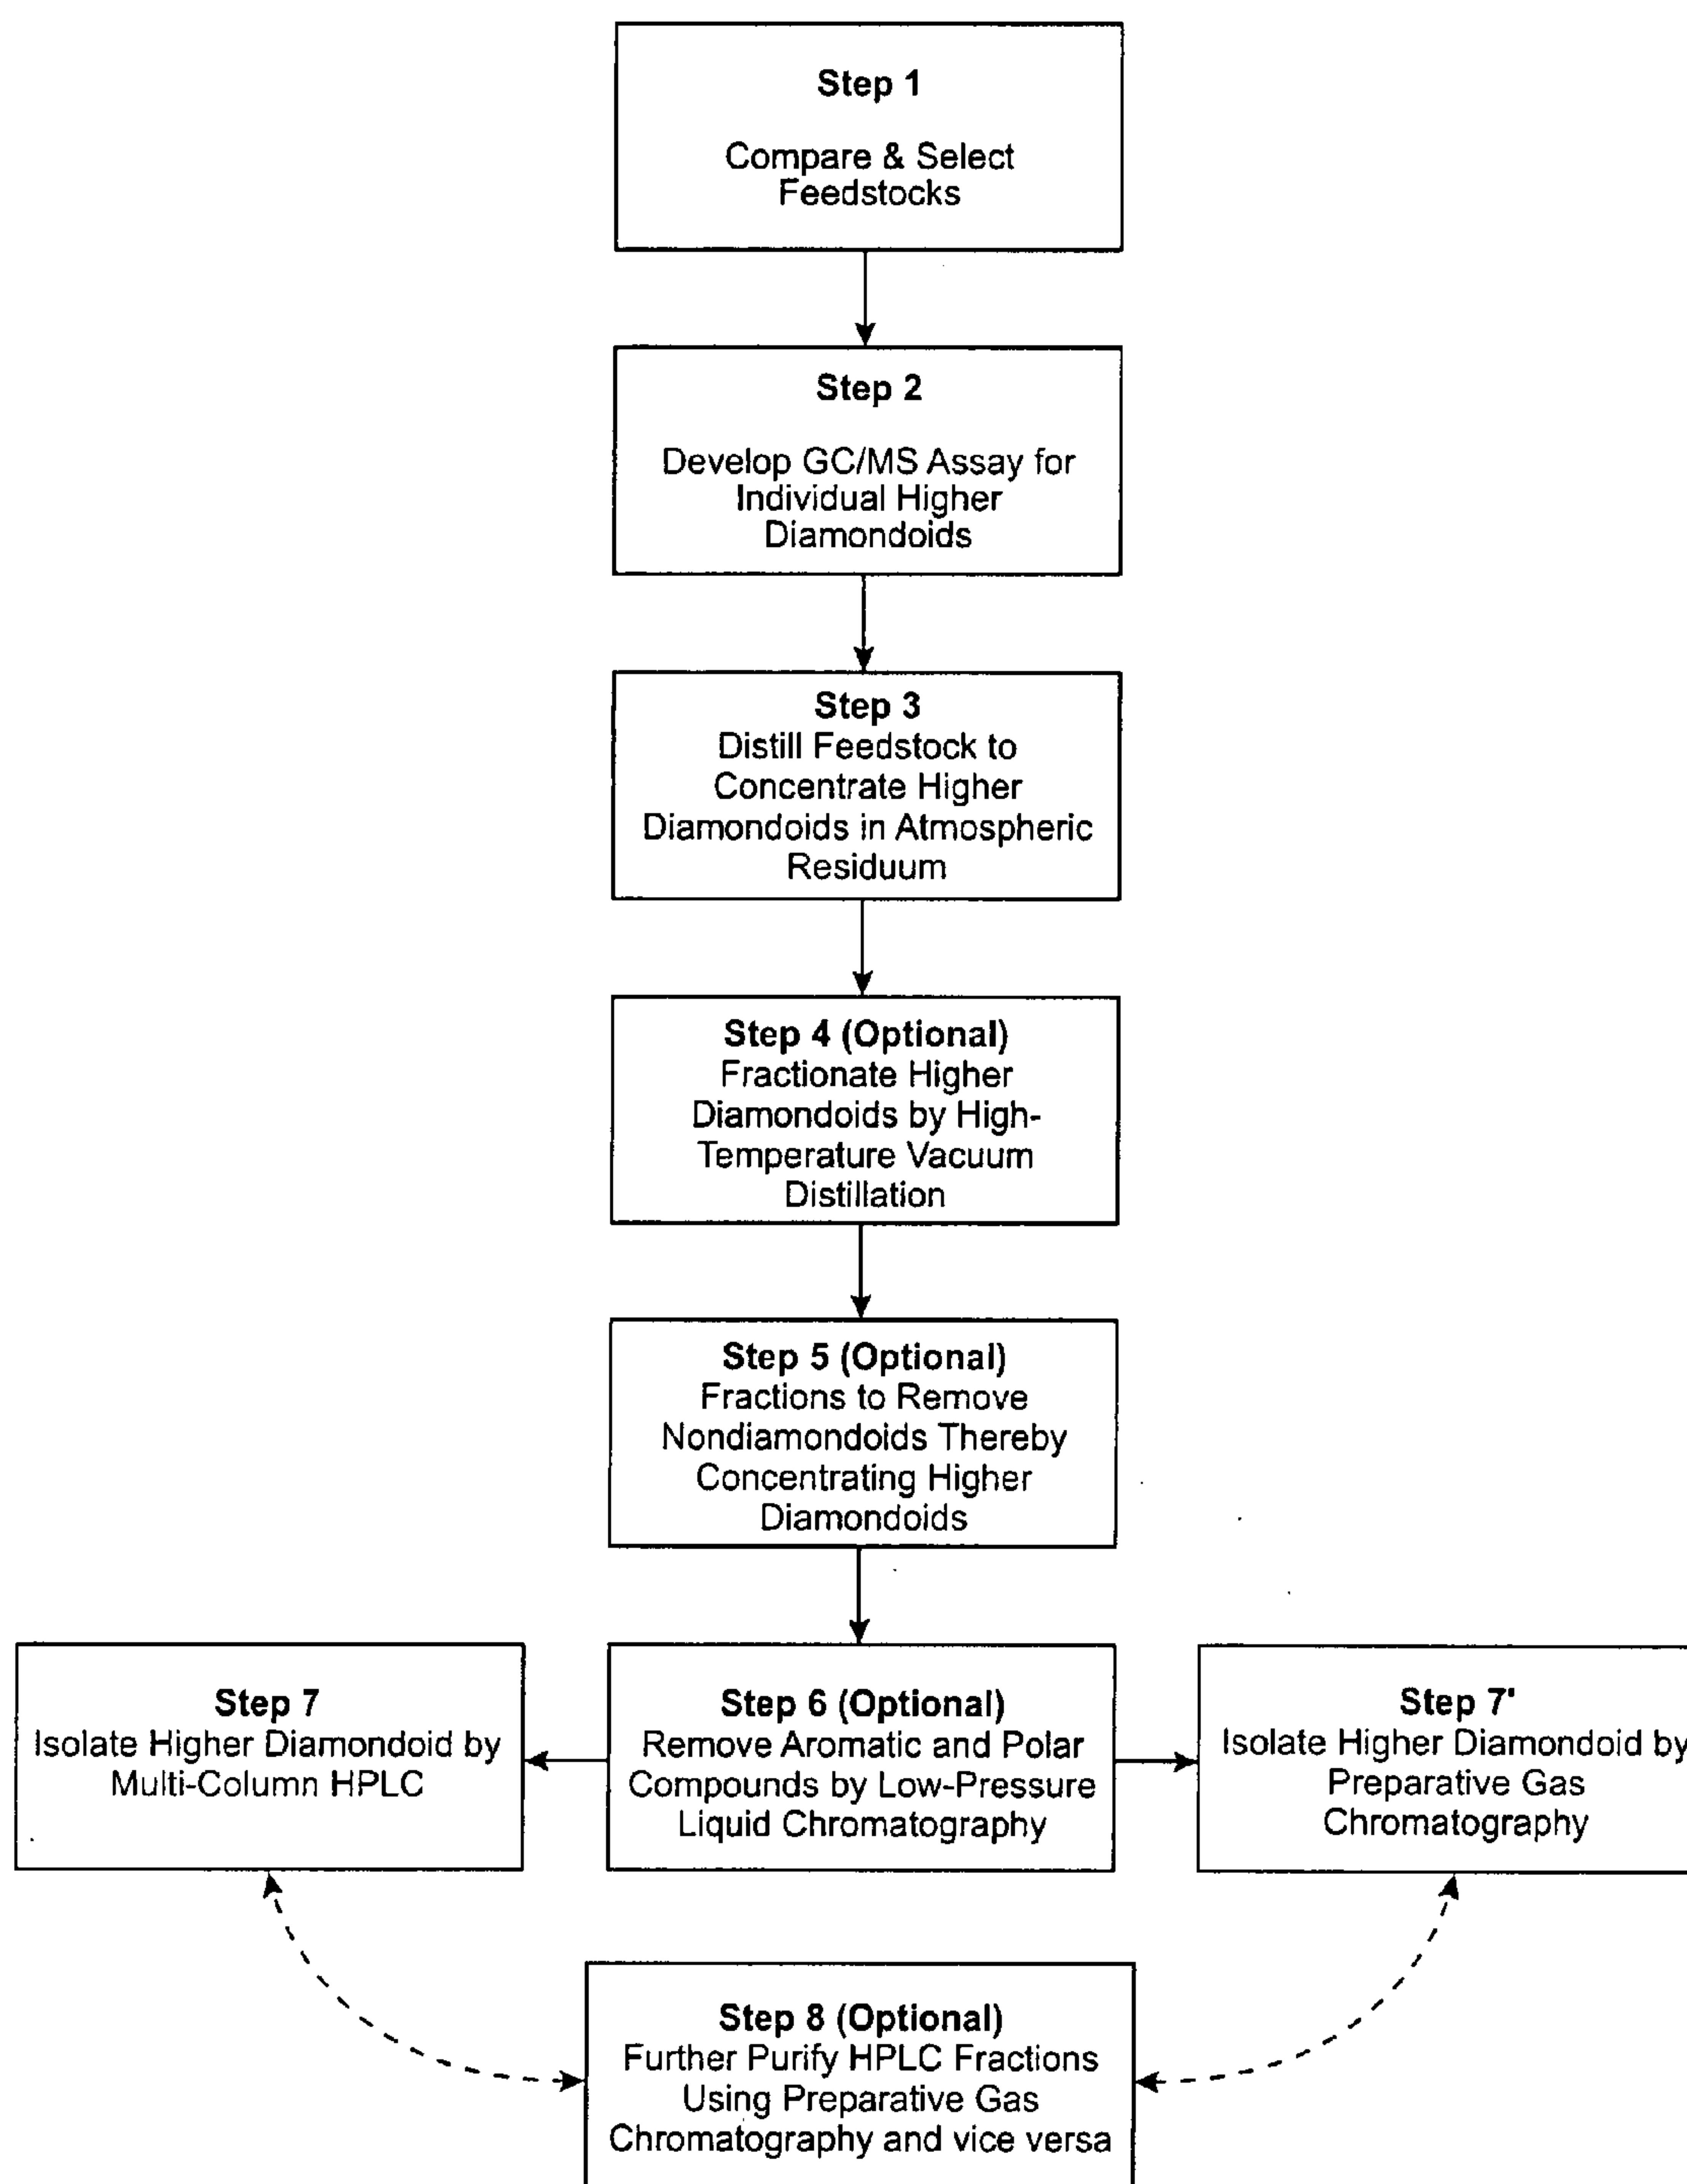 Step 1
Compare & Select
Feedstocks
Step 2
Develop GC/MS Assay for
Individual Higher
Diamondoids
Step 3
Distill Feedstock to
Concentrate Higher
Diamondoids in Atmospheric
Residuum
Step 4 (Optional)
Fractionate Higher
Diamondoids by High-
Temperature Vacuum
Distillation
Step 5 (Optional)
Fractions to Remove
Nondiamondoids Thereby
Concentrating Higher
Diamondoids
Step 7
Isolate Higher Diamondoid by
Multi-Column HPLC
Step 6 (Optional)
Remove Aromatic and Polar
Compounds by Low-Pressure
Liquid Chromatography
Step 7'
Isolate Higher Diamondoid by
Preparative Gas
Chromatography
Step 8 (Optional)
Further Purify HPLC Fractions
Using Preparative Gas
Chromatography and vice versa